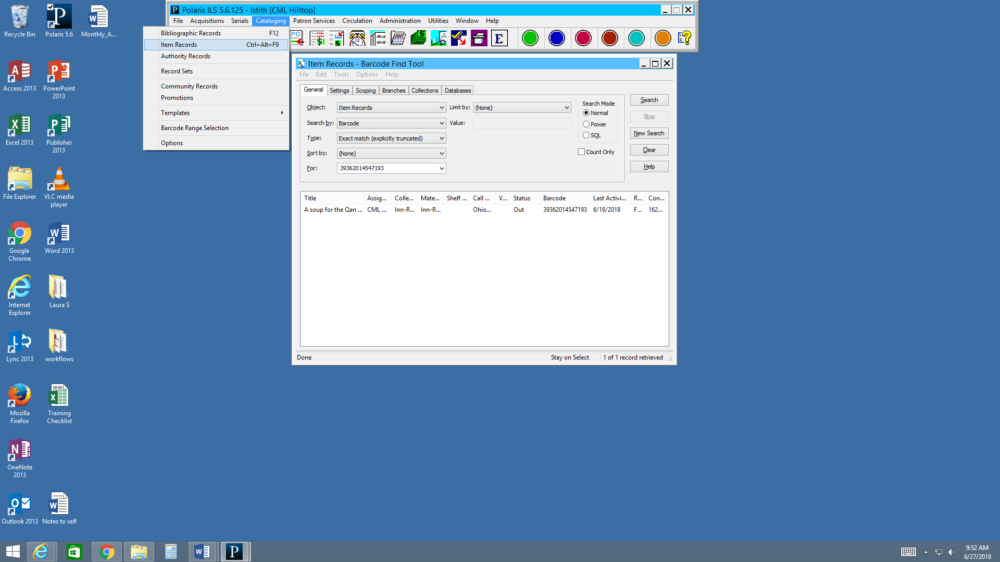 Recycle Bin
Polaris 5.6
Monthly_A...
Access 2013
PowerPoint 2013
Excel 2013
Publisher 2013
File Explorer
VLC media player
Google Chrome
Word 2013
Internet Explorer
Laura S
Lync 2013
workflows
Mozilla Firefox
Training Checklist
OneNote 2013
Outlook 2013
Notes to self
Polaris ILS 5.6.125 - lstith [CML Hilltop]
File Acquisitions Serials Cataloging Patron Services Circulation Administration Utilities Window Help
Bibliographic Records F12
Item Records Ctrl+Alt+F9
Authority Records
Record Sets
Community Records
Promotions
Templates
Barcode Range Selection
Options
PO
E
Item Records - Barcode Find Tool
File Edit Tools Options Help
General Settings Scoping Branches Collections Databases
Object: Item Records Limit by: (None)
Search by: Barcode Value:
Type: Exact match (explicitly truncated)
Sort by: (None)
For: 39362014547193
Search Mode
Normal
Power
SQL
Count Only
Search
Stop
New Search
Clear
Help
Title Assig... Colle... Mate... Shelf ... Call ... V... Status Barcode Last Activi... R... Con...
A soup for the Qan ... CML ... Inn-R... Inn-R... Ohio... Out 39362014547193 6/18/2018 F... 162...
Done Stay on Select 1 of 1 record retrieved
9:52 AM
6/27/2018